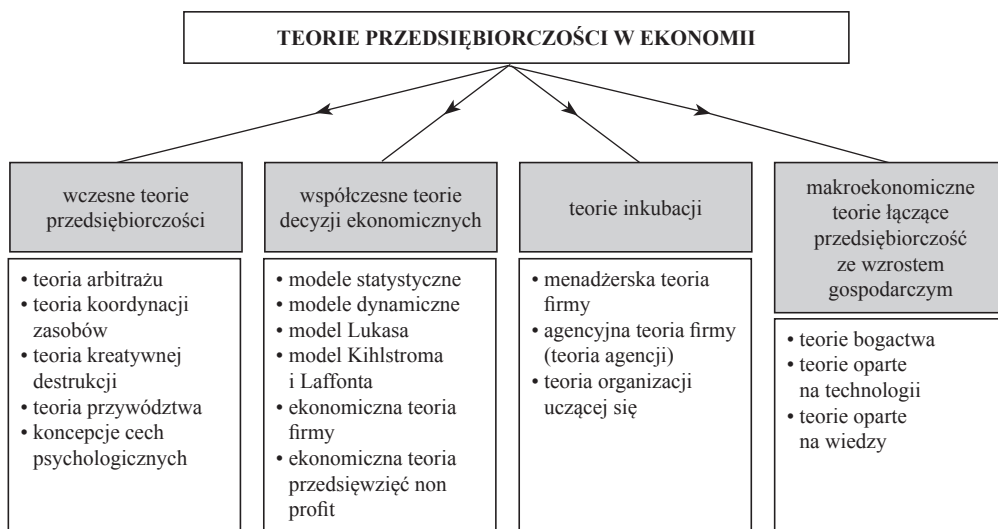 TEORIE PRZEDSIĘBIORCZOŚCI W EKONOMII
wczesne teorie
przedsiębiorczości
• teoria arbitrażu
• teoria koordynacji
zasobów
• teoria kreatywnej
destrukcji
• teoria przywództwa
• koncepcje cech
psychologicznych
współczesne teorie
decyzji ekonomicznych
• modele statystyczne
• modele dynamiczne
• model Lukasa
• model Kihlstroma
i Laffonta
• ekonomiczna teoria
firmy
• ekonomiczna teoria
przedsięwzięć non
profit
teorie inkubacji
• menadżerska teoria
firmy
• agencyjna teoria firmy
(teoria agencji)
• teoria organizacji
uczącej się
makroekonomiczne
teorie łączące
przedsiębiorczość
ze wzrostem
gospodarczym
• teorie bogactwa
• teorie oparte
na technologii
• teorie oparte
na wiedzy